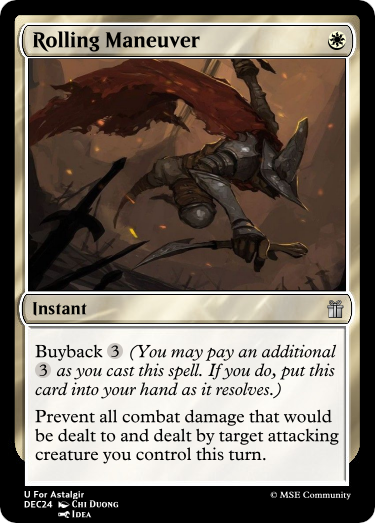 Rolling Maneuver
Instant
Buyback 3 (You may pay an additional
3 as you cast this spell. If you do, put this
card into your hand as it resolves.)
Prevent all combat damage that would
be dealt to and dealt by target attacking
creature you control this turn.
U For Astalgir
DEC24 Chi Duong
Idea
© MSE Community